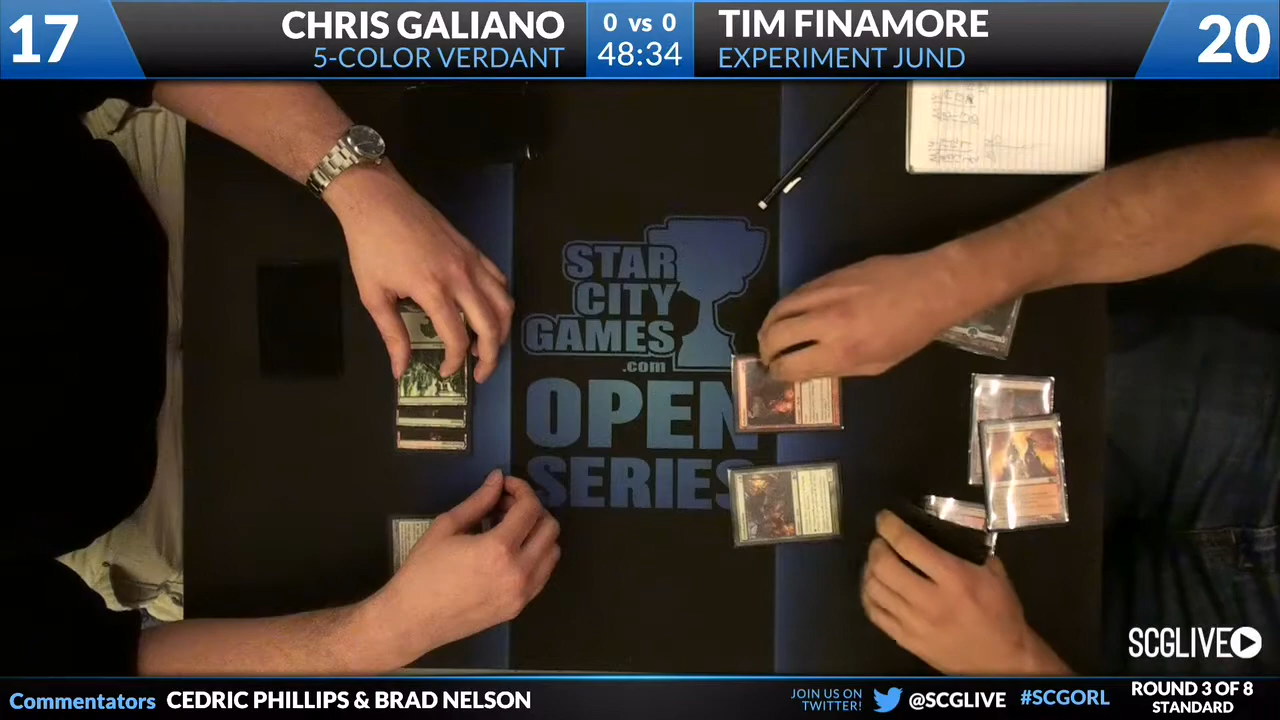 17
CHRIS GALIANO
5-COLOR VERDANT
0 vs 0
48:34
TIM FINAMORE
EXPERIMENT JUND
20
STAR
CITY
GAMES
.com
OPEN
SERIES
SCGLIVE
Commentators CEDRIC PHILLIPS & BRAD NELSON
JOIN US ON
TWITTER!
@SCGLIVE
#SCGORL
ROUND 3 OF 8
STANDARD